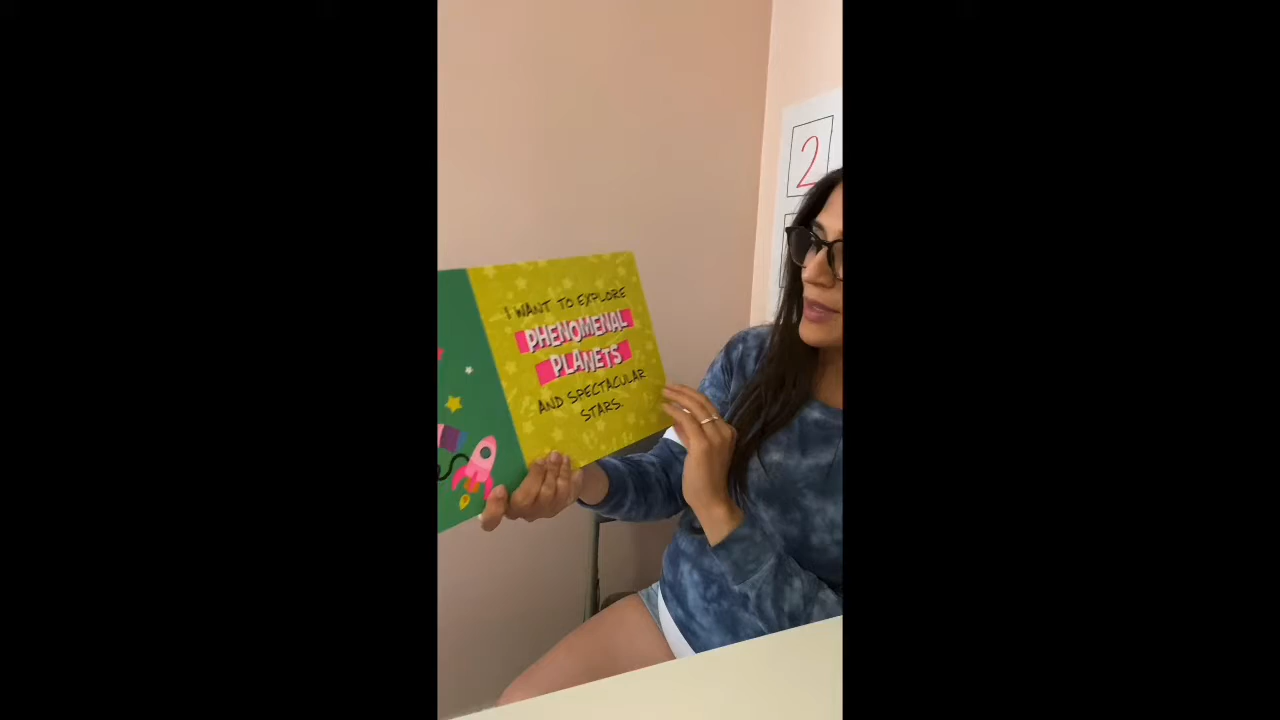 2
I WANT TO EXPLORE
PHENOMENAL
PLANETS
AND SPECTACULAR
STARS.